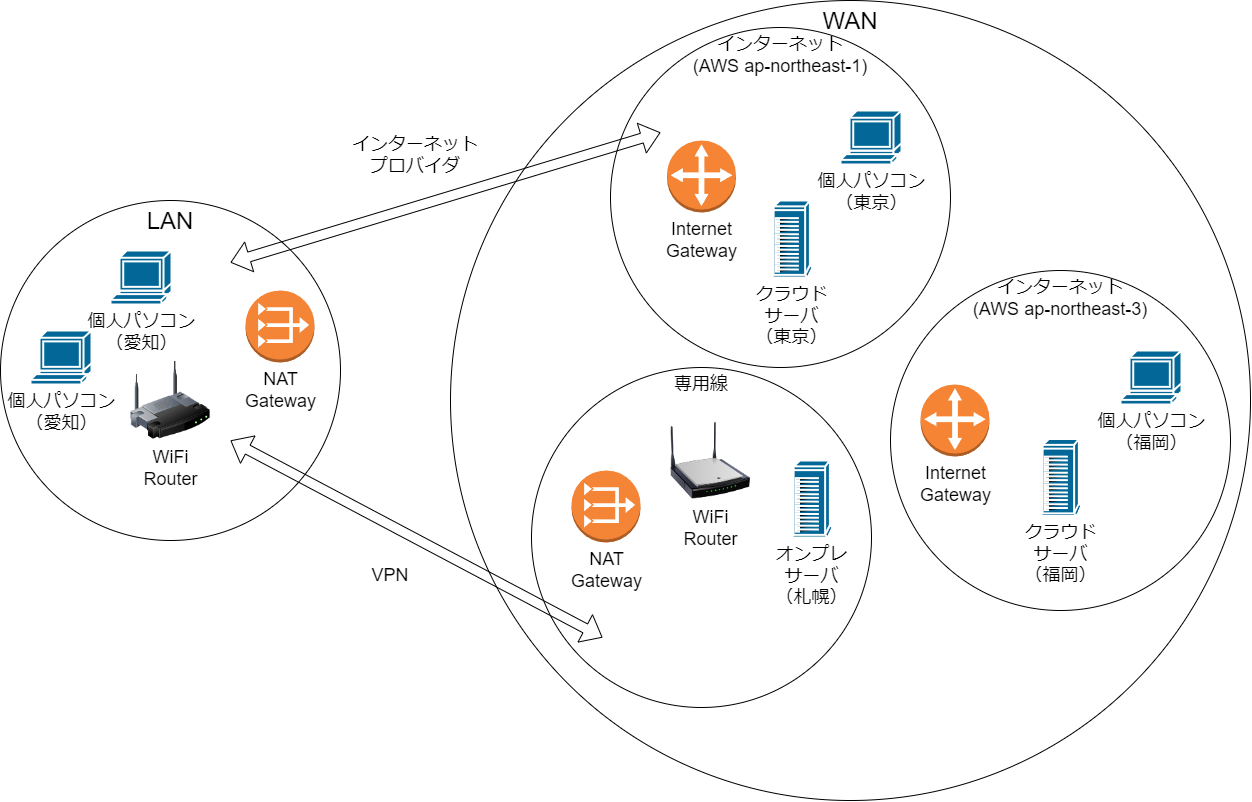 WAN
インターネット
(AWS ap-northeast-1)
インターネット
プロバイダ
個人パソコン
（東京）
Internet
Gateway
クラウド
サーバ
（東京）
LAN
個人パソコン
（愛知）
個人パソコン
（愛知）
NAT
Gateway
WiFi
Router
インターネット
(AWS ap-northeast-3)
個人パソコン
（福岡）
Internet
Gateway
クラウド
サーバ
（福岡）
専用線
NAT
Gateway
WiFi
Router
オンプレ
サーバ
（札幌）
VPN